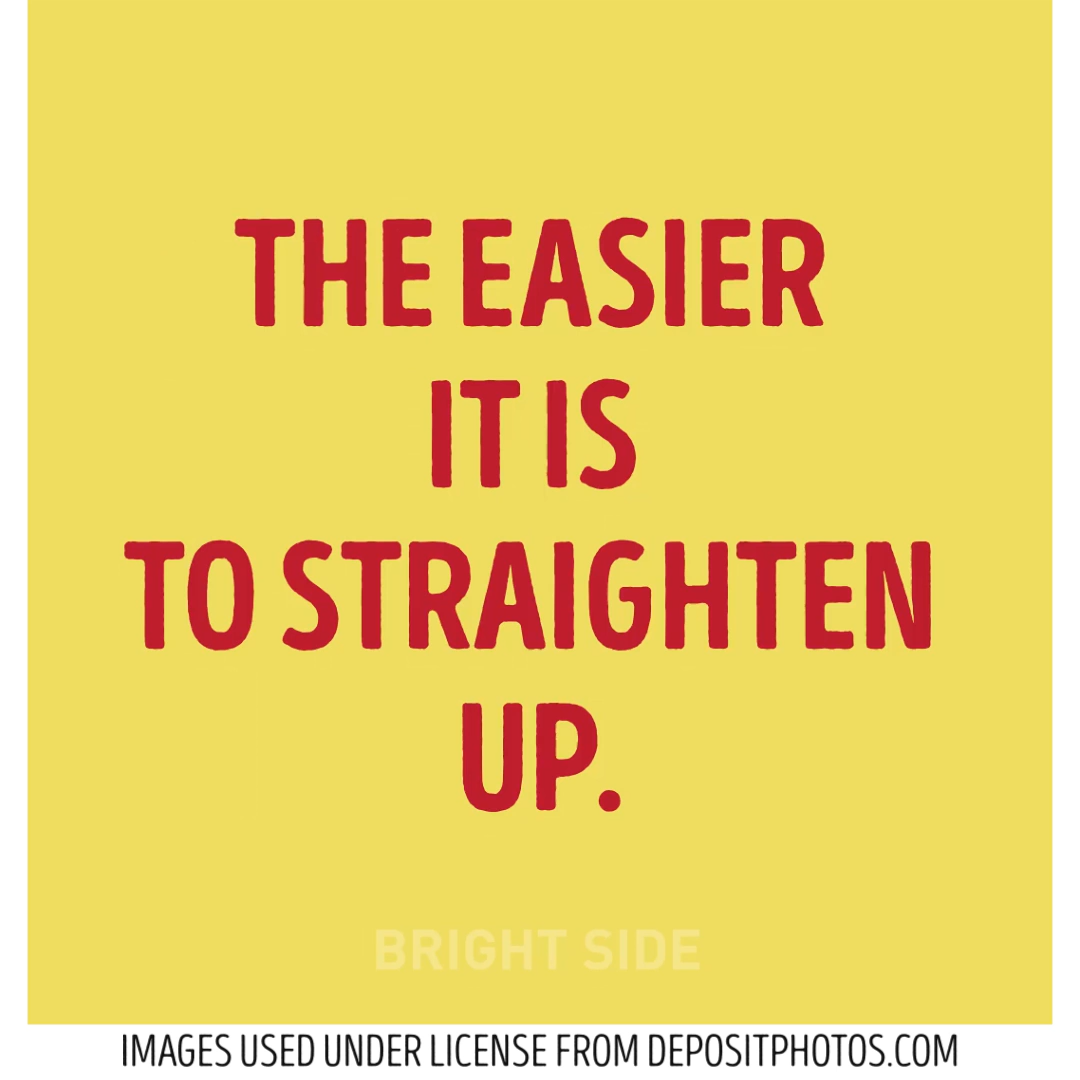 THE EASIER
IT IS
TO STRAIGHTEN
UP.
BRIGHT SIDE
IMAGES USED UNDER LICENSE FROM DEPOSITPHOTOS.COM